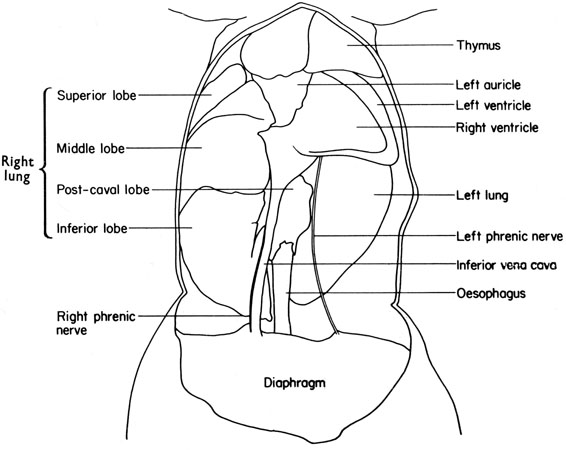 Thymus
Left auricle
Superior lobe
Left ventricle
Right ventricle
Right
lung
Middle lobe
Post-caval lobe
Left lung
Inferior lobe
Left phrenic nerve
Inferior vena cava
Oesophagus
Right phrenic
nerve
Diaphragm